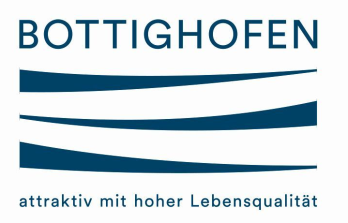 BOTTIGHOFEN
attraktiv mit hoher Lebensqualität